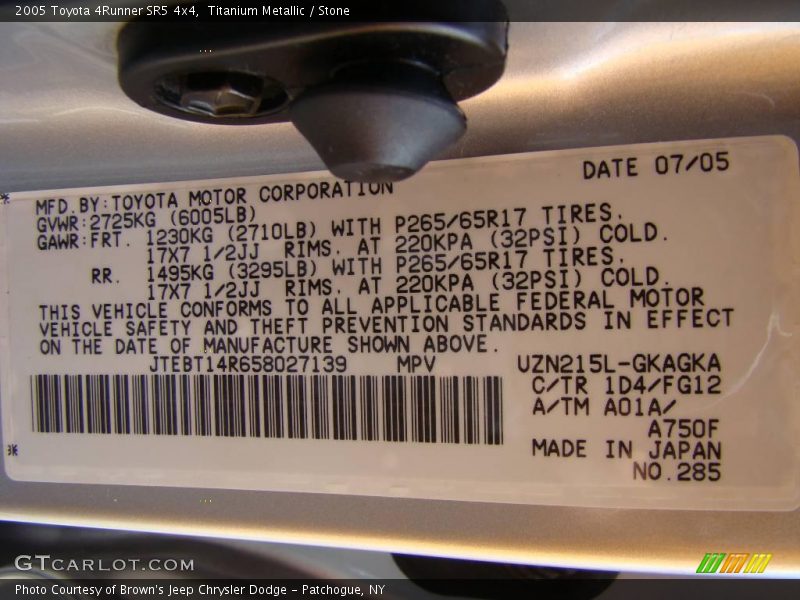 2005 Toyota 4Runner SR5 4x4, Titanium Metallic / Stone
DATE 07/05
MFD.BY:TOYOTA MOTOR CORPORATION
GVWR:2725KG (6005LB)
GAWR:FRT. 1230KG (2710LB) WITH P265/65R17 TIRES,
17X7 1/2JJ RIMS, AT 220KPA (32PSI) COLD.
RR. 1495KG (3295LB) WITH P265/65R17 TIRES,
17X7 1/2JJ RIMS, AT 220KPA (32PSI) COLD.
THIS VEHICLE CONFORMS TO ALL APPLICABLE FEDERAL MOTOR
VEHICLE SAFETY AND THEFT PREVENTION STANDARDS IN EFFECT
ON THE DATE OF MANUFACTURE SHOWN ABOVE.
JTEBT14R658027139 MPV UZN215L-GKAGKA
C/TR 1D4/FG12
A/TM A01A/
A750F
MADE IN JAPAN
NO.285
GTCARLOT.COM
Photo Courtesy of Brown's Jeep Chrysler Dodge - Patchogue, NY